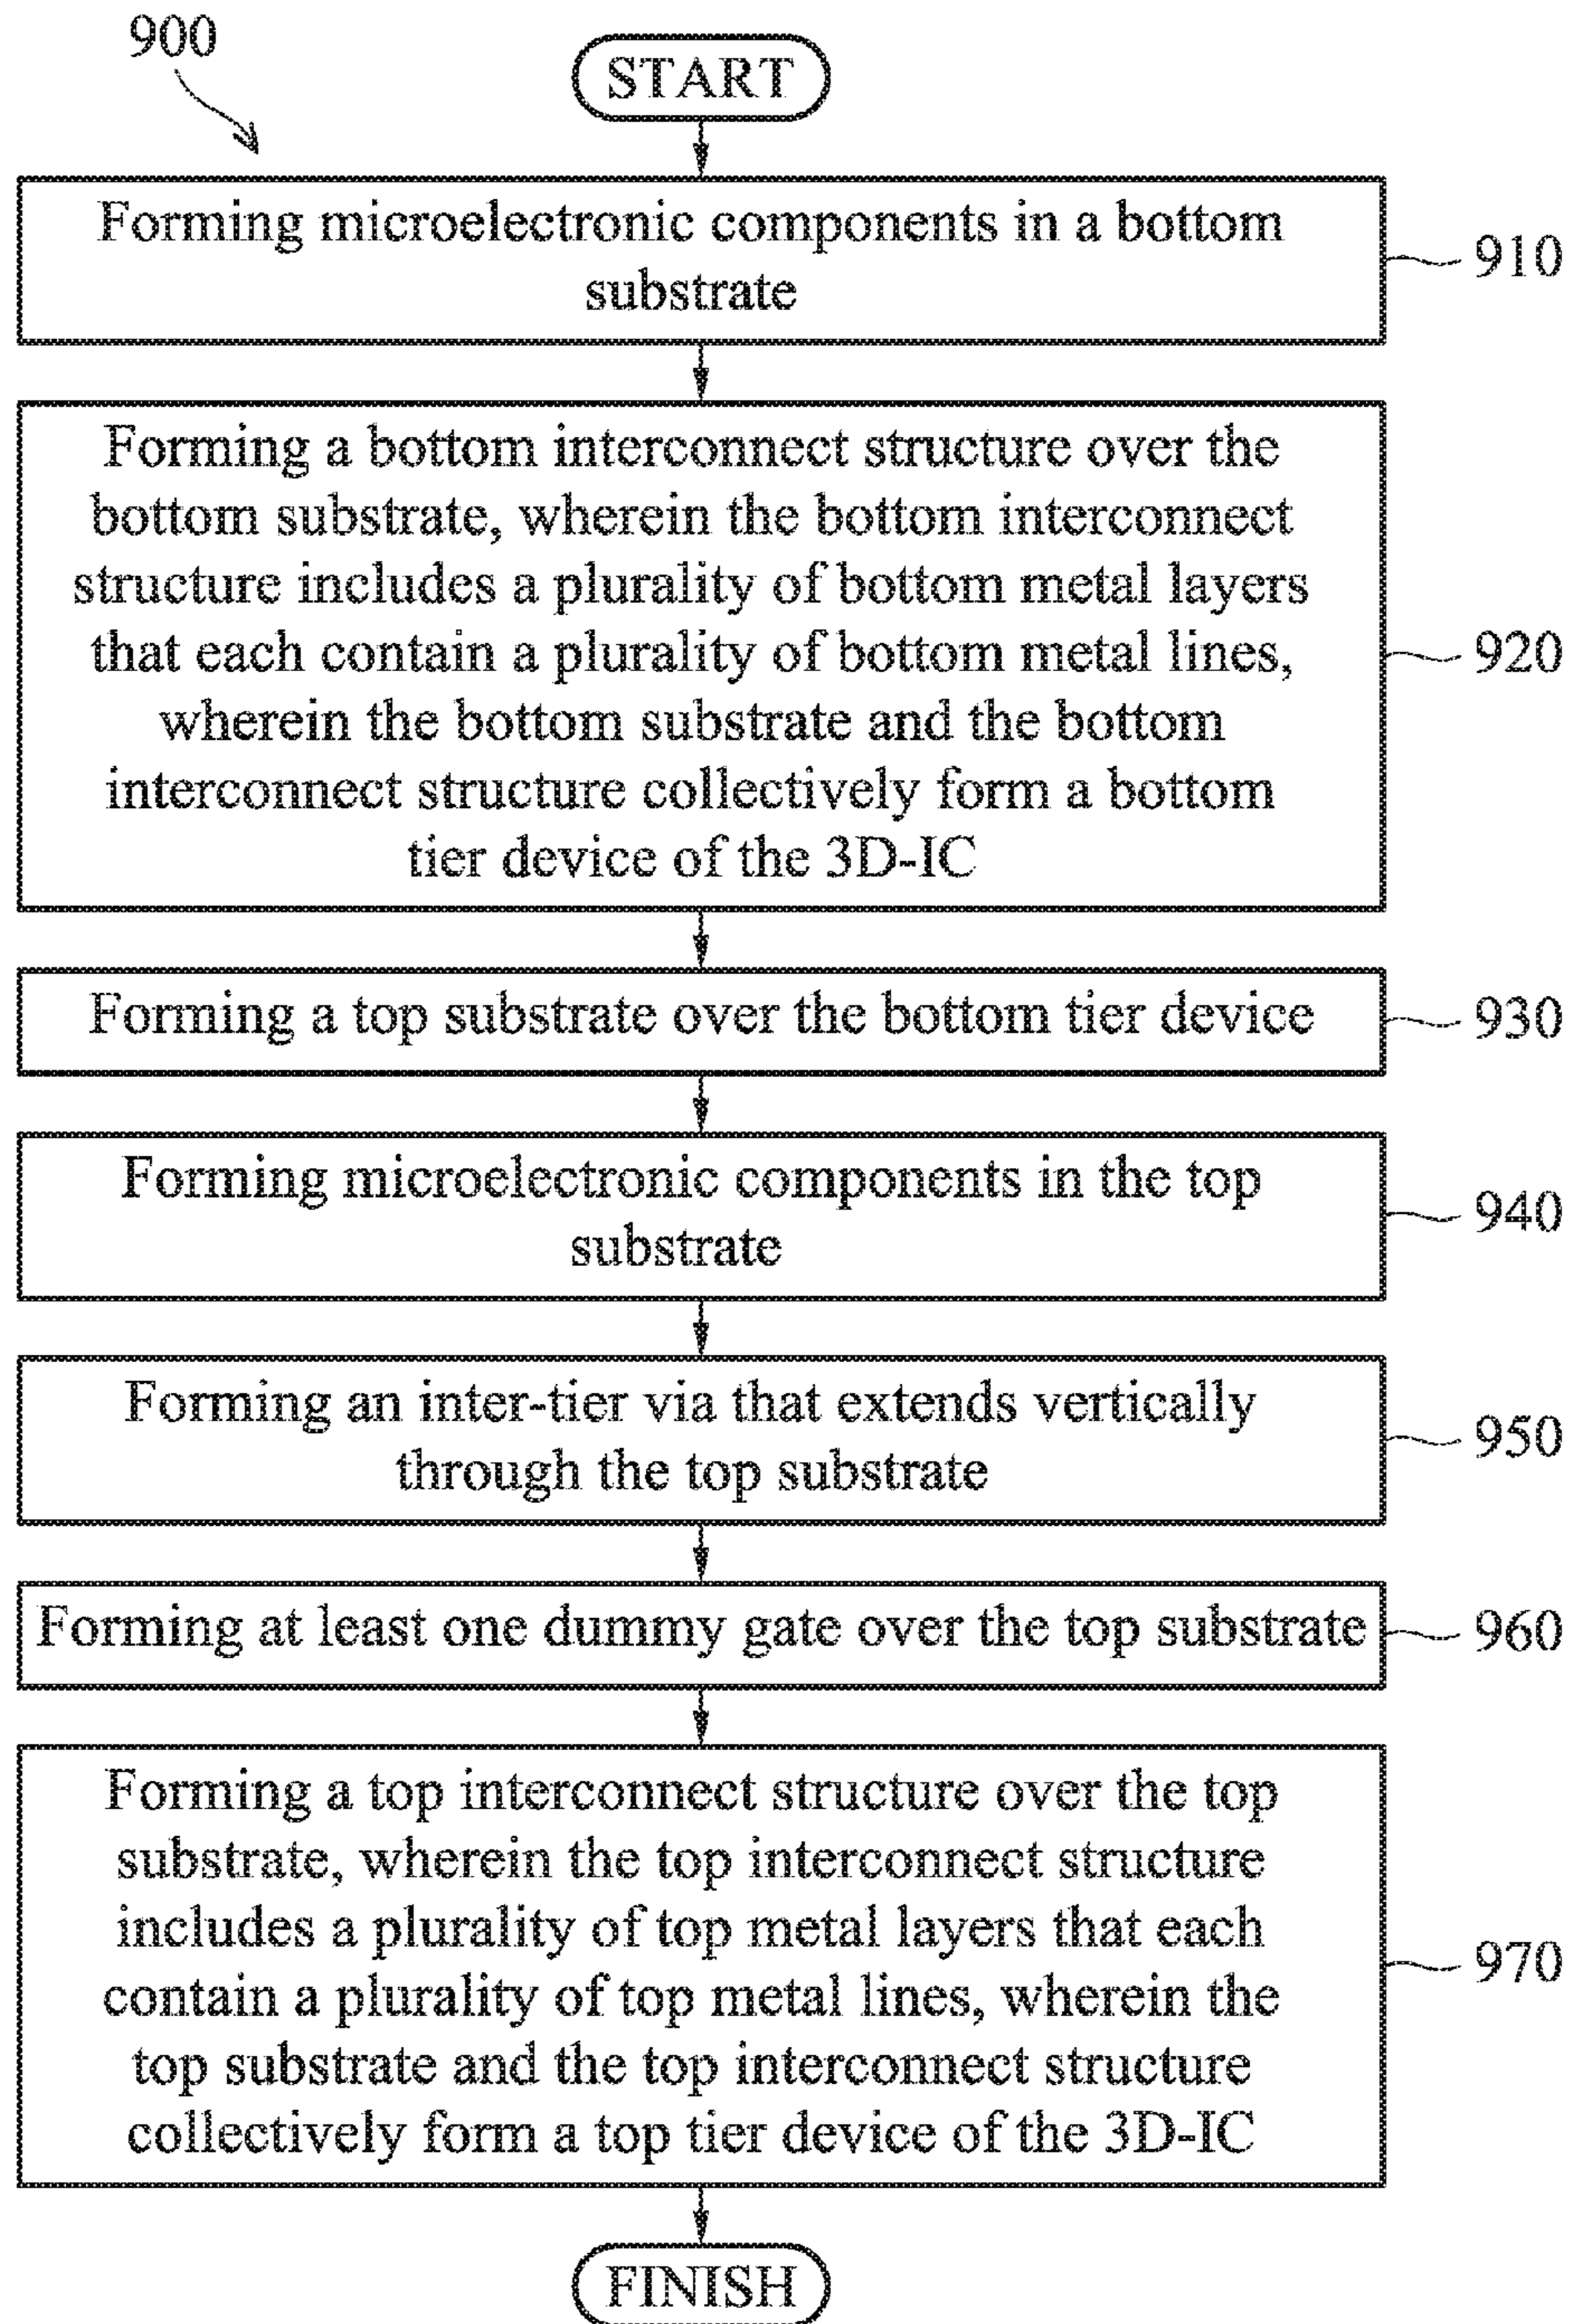 900
START
Forming microelectronic components in a bottom
substrate
910
Forming a bottom interconnect structure over the
bottom substrate, wherein the bottom interconnect
structure includes a plurality of bottom metal layers
that each contain a plurality of bottom metal lines,
wherein the bottom substrate and the bottom
interconnect structure collectively form a bottom
tier device of the 3D-IC
920
Forming a top substrate over the bottom tier device
930
Forming microelectronic components in the top
substrate
940
Forming an inter-tier via that extends vertically
through the top substrate
950
Forming at least one dummy gate over the top substrate
960
Forming a top interconnect structure over the top
substrate, wherein the top interconnect structure
includes a plurality of top metal layers that each
contain a plurality of top metal lines, wherein the
top substrate and the top interconnect structure
collectively form a top tier device of the 3D-IC
970
FINISH